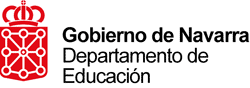 Gobierno de Navarra
Departamento de
Educación